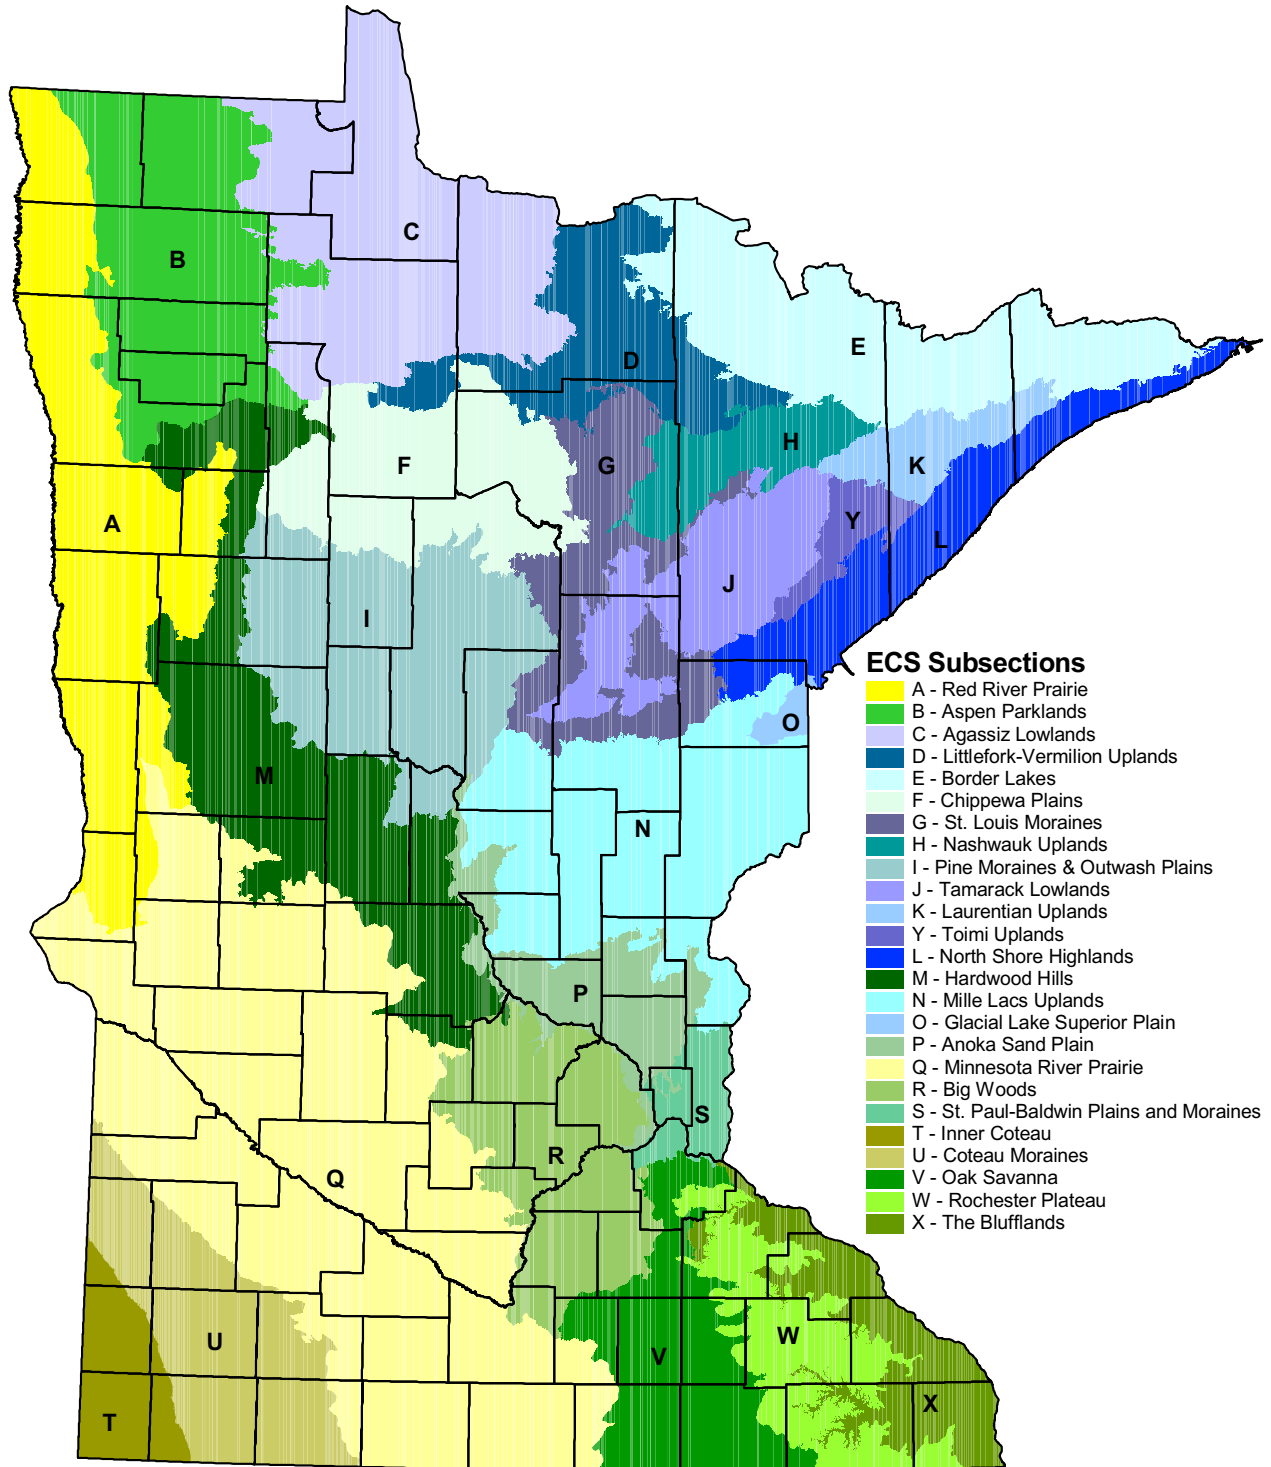 C
B
E
D
H
F
G
K
A
Y
L
J
I
ECS Subsections
A - Red River Prairie
B - Aspen Parklands
C - Agassiz Lowlands
D - Littlefork-Vermilion Uplands
E - Border Lakes
F - Chippewa Plains
G - St. Louis Moraines
H - Nashwauk Uplands
I - Pine Moraines & Outwash Plains
J - Tamarack Lowlands
K - Laurentian Uplands
Y - Toimi Uplands
L - North Shore Highlands
M - Hardwood Hills
N - Mille Lacs Uplands
O - Glacial Lake Superior Plain
P - Anoka Sand Plain
Q - Minnesota River Prairie
R - Big Woods
S - St. Paul-Baldwin Plains and Moraines
T - Inner Coteau
U - Coteau Moraines
V - Oak Savanna
W - Rochester Plateau
X - The Blufflands
O
M
N
P
S
R
Q
W
U
V
X
T